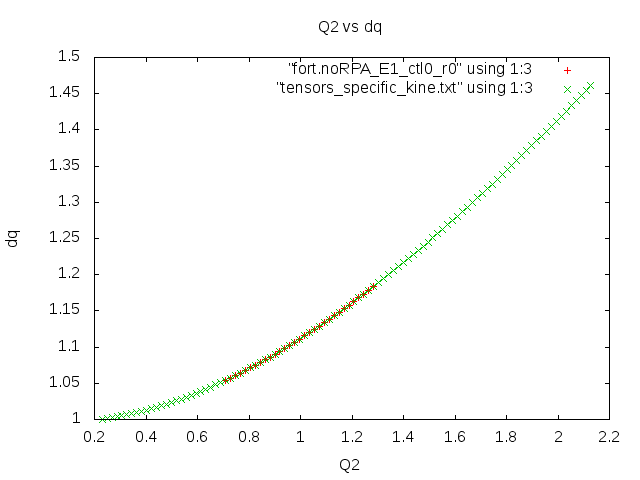 Q2 vs dq
"fort.noRPA_E1_ctl0_r0" using 1:3
"tensors_specific_kine.txt" using 1:3
1.5
1.45
1.4
1.35
1.3
1.25
1.2
1.15
1.1
1.05
1
dq
0.2 0.4 0.6 0.8 1 1.2 1.4 1.6 1.8 2 2.2
Q2